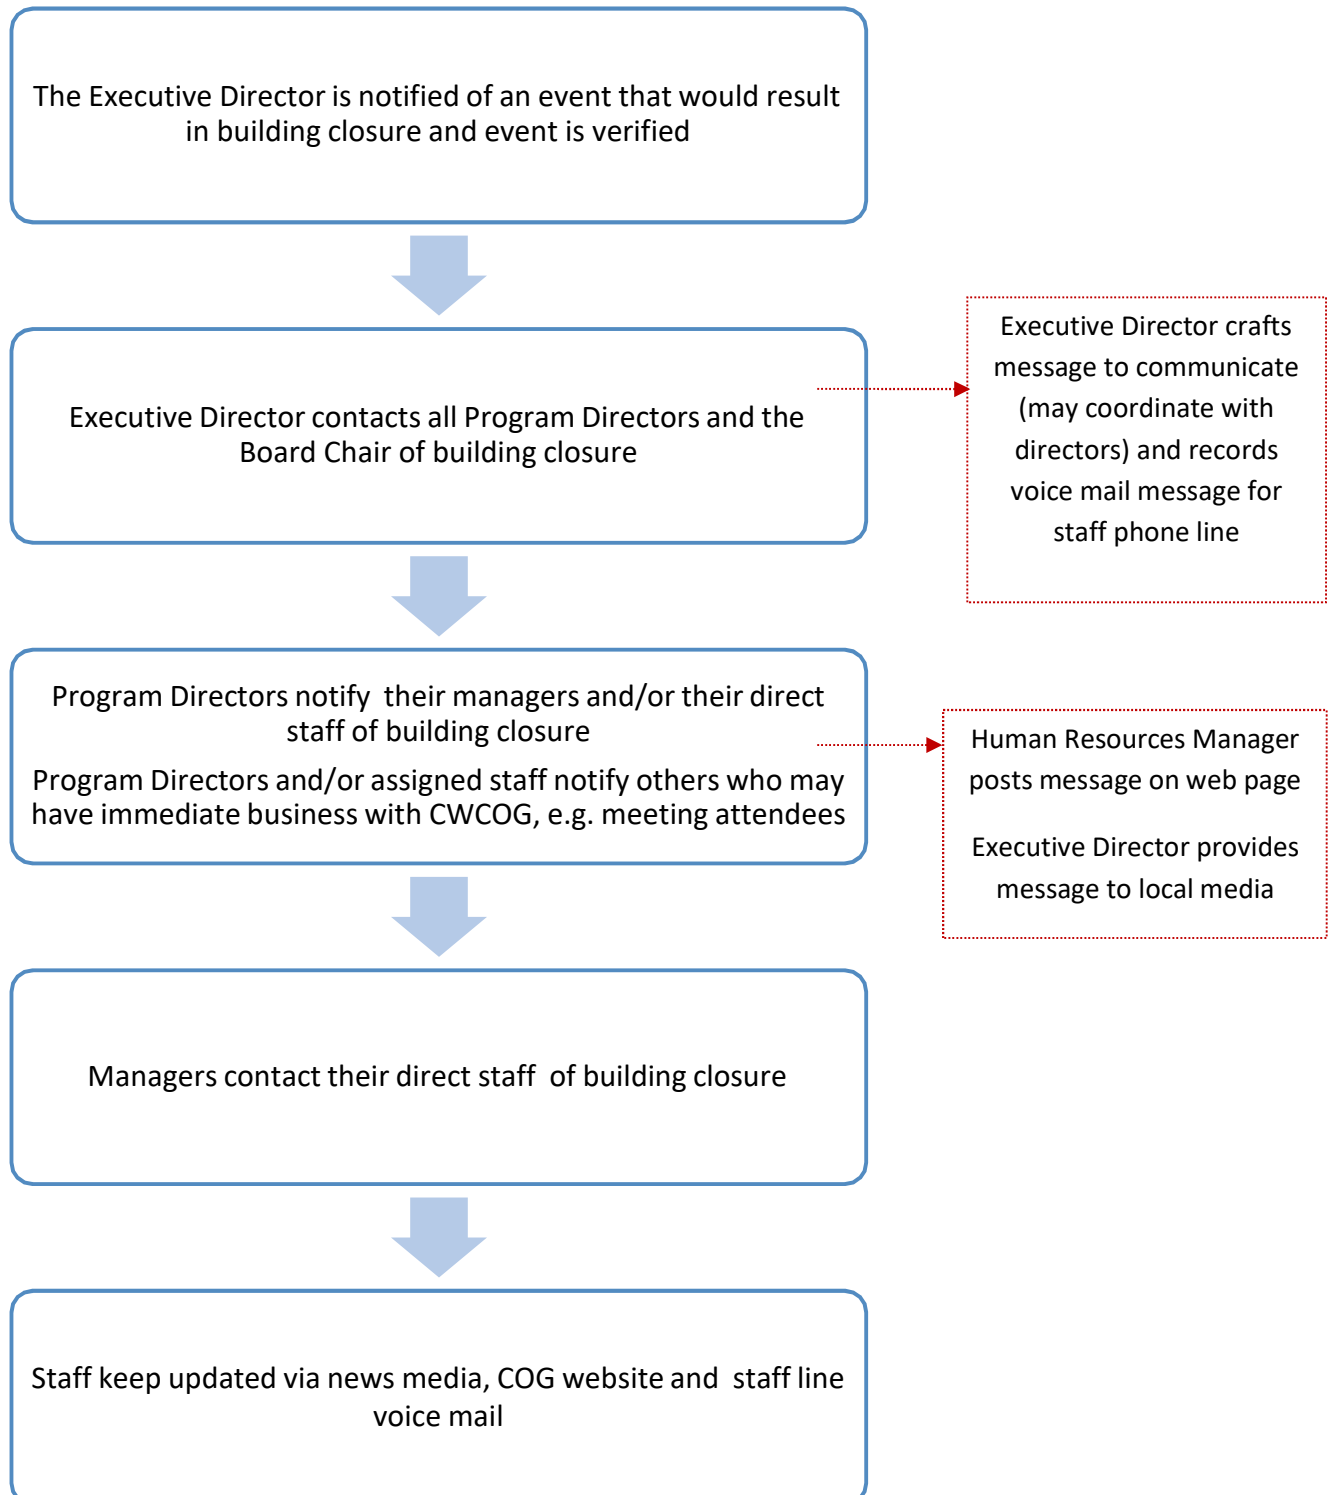 The Executive Director is notified of an event that would result
in building closure and event is verified
Executive Director contacts all Program Directors and the
Board Chair of building closure
Executive Director crafts
message to communicate
(may coordinate with
directors) and records
voice mail message for
staff phone line
Program Directors notify  their managers and/or their direct
staff of building closure
Program Directors and/or assigned staff notify others who may
have immediate business with CWCOG, e.g. meeting attendees
Human Resources Manager
posts message on web page
Executive Director provides
message to local media
Managers contact their direct staff  of building closure
Staff keep updated via news media, COG website and  staff line
voice mail